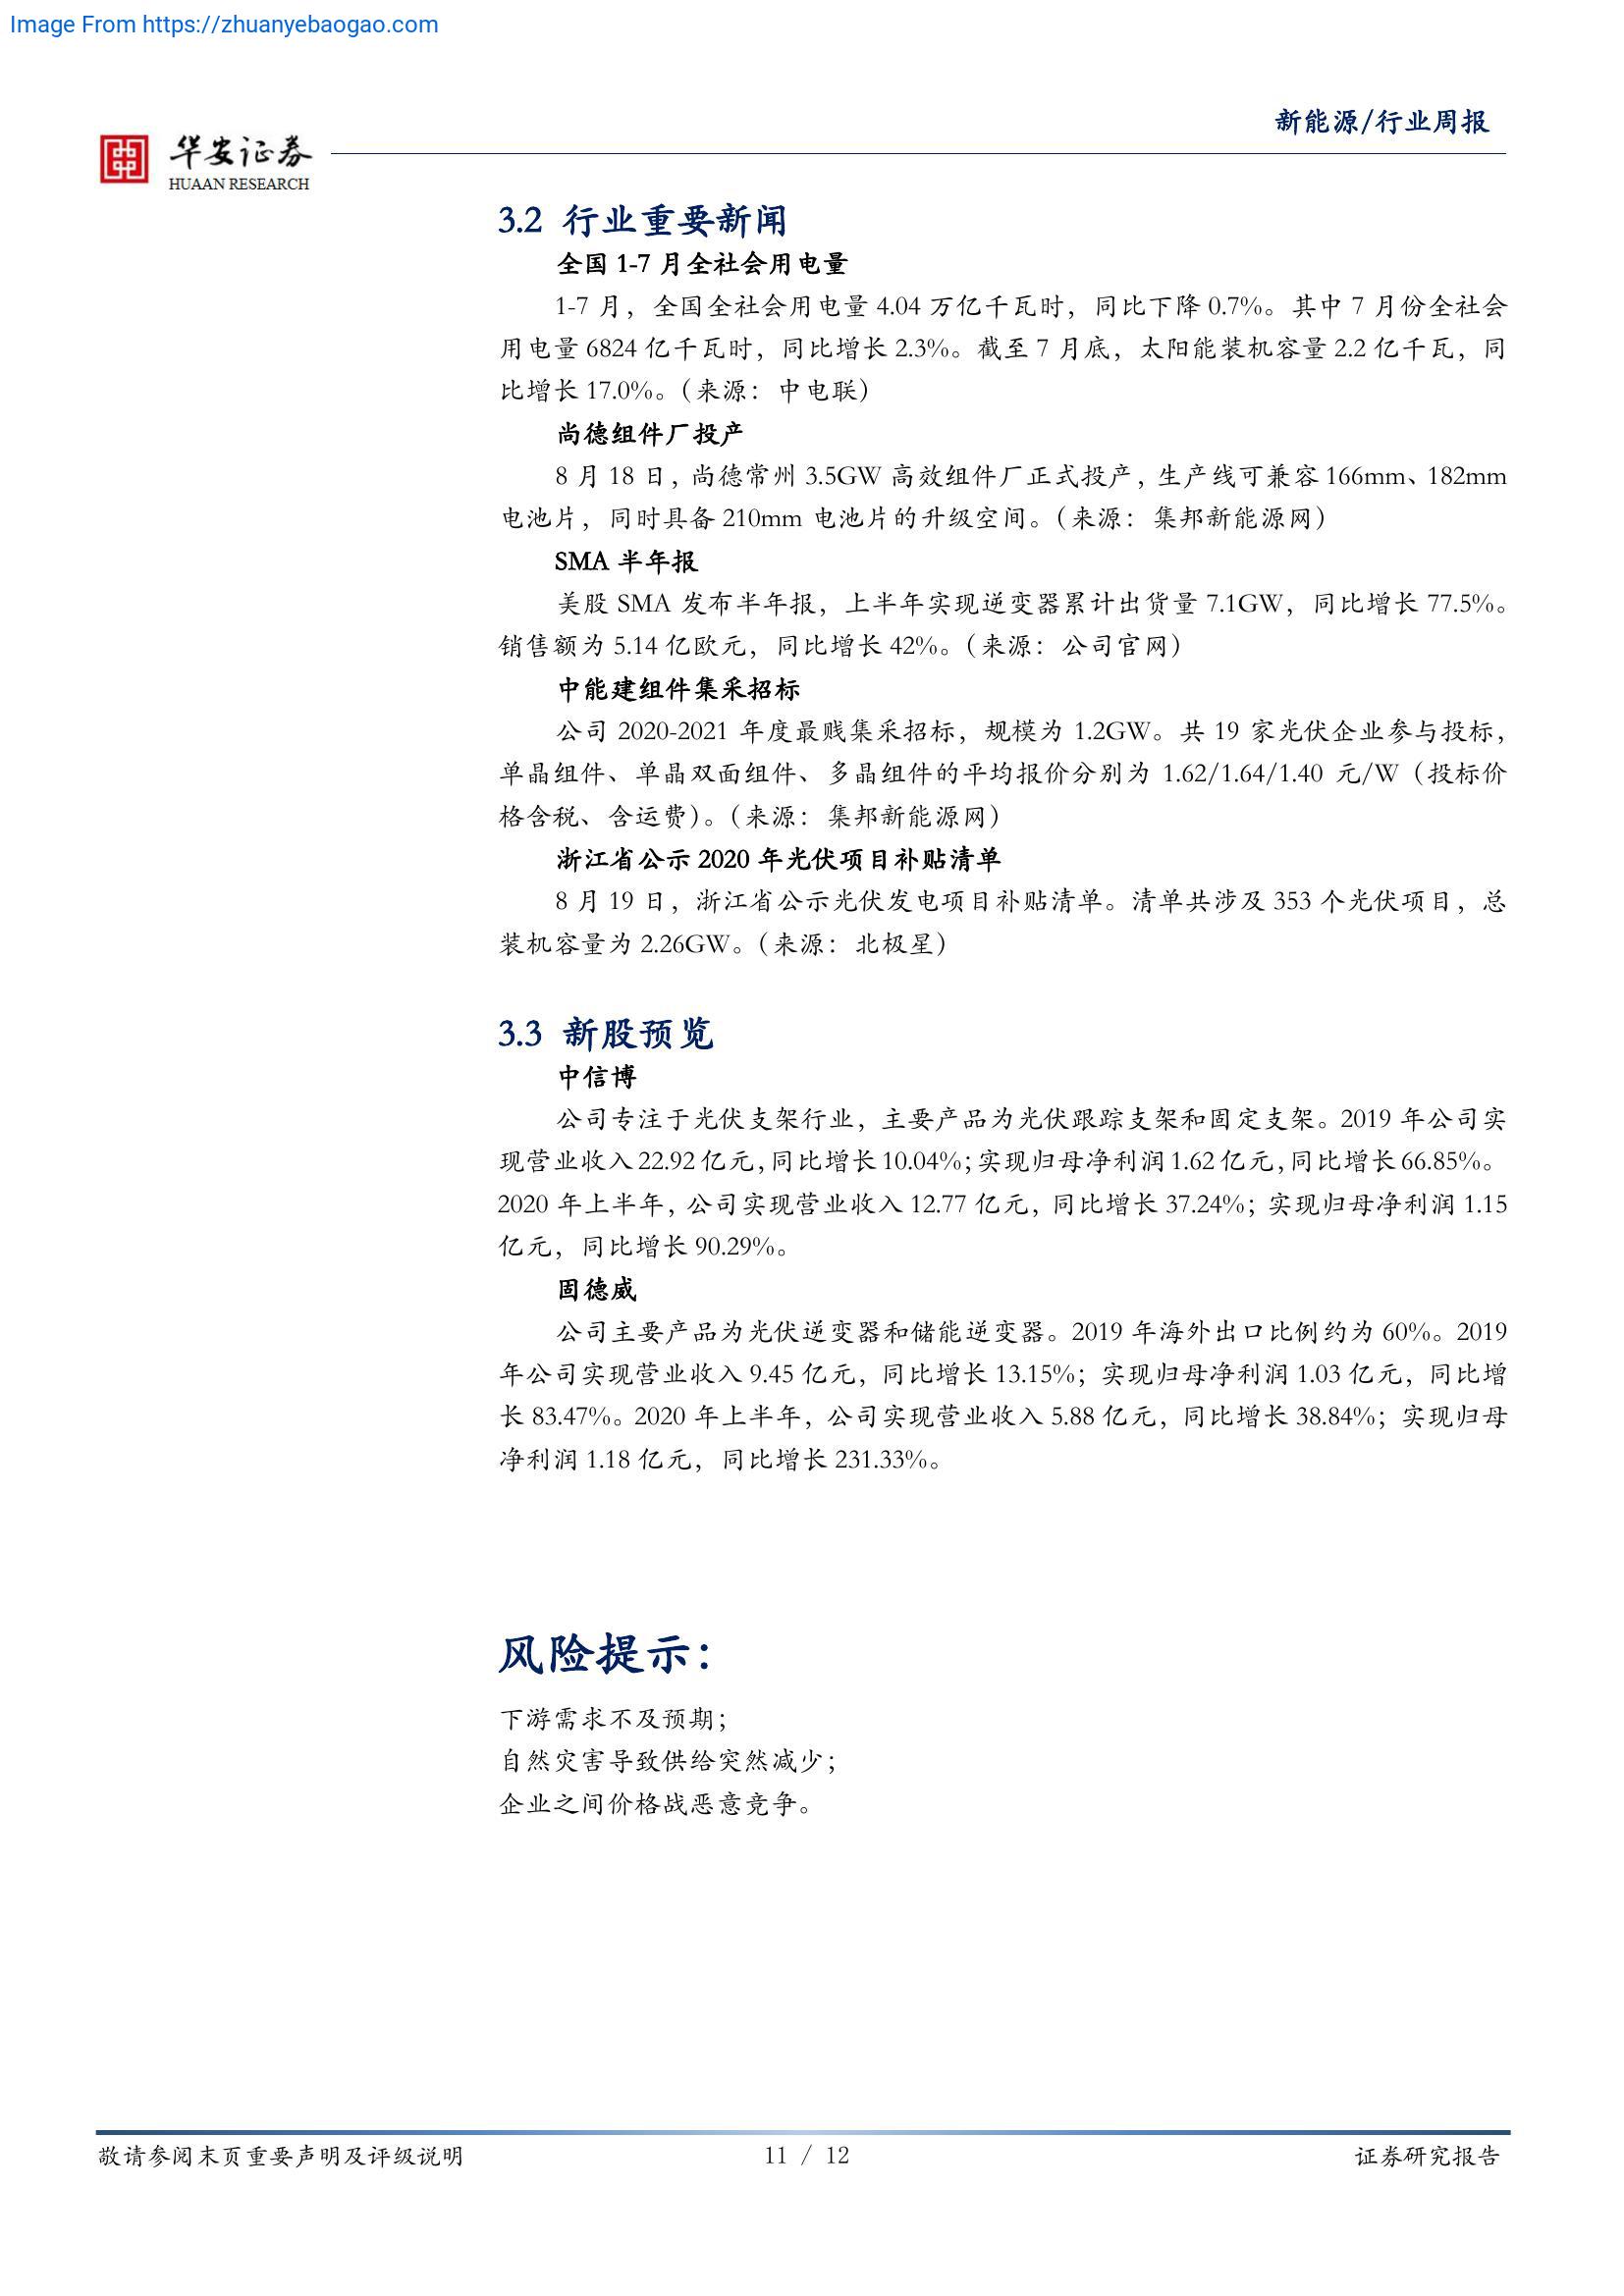 Image From https://zhuanyebaogao.com
新能源/行业周报
华安证券
HUAAN RESEARCH
3.2 行业重要新闻
全国 1-7 月全社会用电量
1-7 月，全国全社会用电量 4.04 万亿千瓦时，同比下降 0.7%。其中 7 月份全社会
用电量 6824 亿千瓦时，同比增长 2.3%。截至 7 月底，太阳能装机容量 2.2 亿千瓦，同
比增长 17.0%。（来源：中电联）
尚德组件厂投产
8 月 18 日，尚德常州 3.5GW 高效组件厂正式投产，生产线可兼容 166mm、182mm
电池片，同时具备 210mm 电池片的升级空间。（来源：集邦新能源网）
SMA 半年报
美股 SMA 发布半年报，上半年实现逆变器累计出货量 7.1GW，同比增长 77.5%。
销售额为 5.14 亿欧元，同比增长 42%。（来源：公司官网）
中能建组件集采招标
公司 2020-2021 年度最贱集采招标，规模为 1.2GW。共 19 家光伏企业参与投标，
单晶组件、单晶双面组件、多晶组件的平均报价分别为 1.62/1.64/1.40 元/W（投标价
格含税、含运费）。（来源：集邦新能源网）
浙江省公示 2020 年光伏项目补贴清单
8 月 19 日，浙江省公示光伏发电项目补贴清单。清单共涉及 353 个光伏项目，总
装机容量为 2.26GW。（来源：北极星）
3.3 新股预览
中信博
公司专注于光伏支架行业，主要产品为光伏跟踪支架和固定支架。2019 年公司实
现营业收入 22.92 亿元，同比增长 10.04%；实现归母净利润 1.62 亿元，同比增长 66.85%。
2020 年上半年，公司实现营业收入 12.77 亿元，同比增长 37.24%；实现归母净利润 1.15
亿元，同比增长 90.29%。
固德威
公司主要产品为光伏逆变器和储能逆变器。2019 年海外出口比例约为 60%。2019
年公司实现营业收入 9.45 亿元，同比增长 13.15%；实现归母净利润 1.03 亿元，同比增
长 83.47%。2020 年上半年，公司实现营业收入 5.88 亿元，同比增长 38.84%；实现归母
净利润 1.18 亿元，同比增长 231.33%。
风险提示：
下游需求不及预期；
自然灾害导致供给突然减少；
企业之间价格战恶意竞争。
敬请参阅末页重要声明及评级说明
11 / 12
证券研究报告